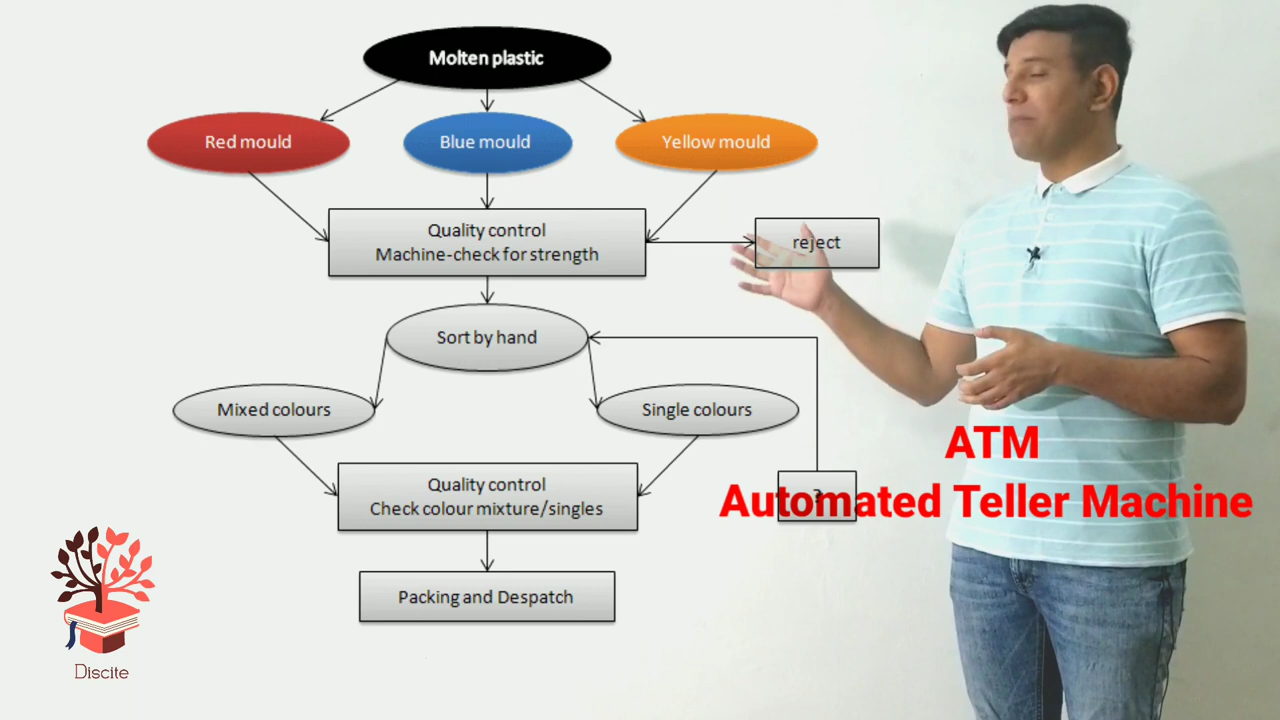 Molten plastic
Red mould
Blue mould
Yellow mould
Quality control
Machine-check for strength
reject
Sort by hand
Mixed colours
Single colours
ATM
Quality control
Check colour mixture/singles
?
Automated Teller Machine
Packing and Despatch
Discite